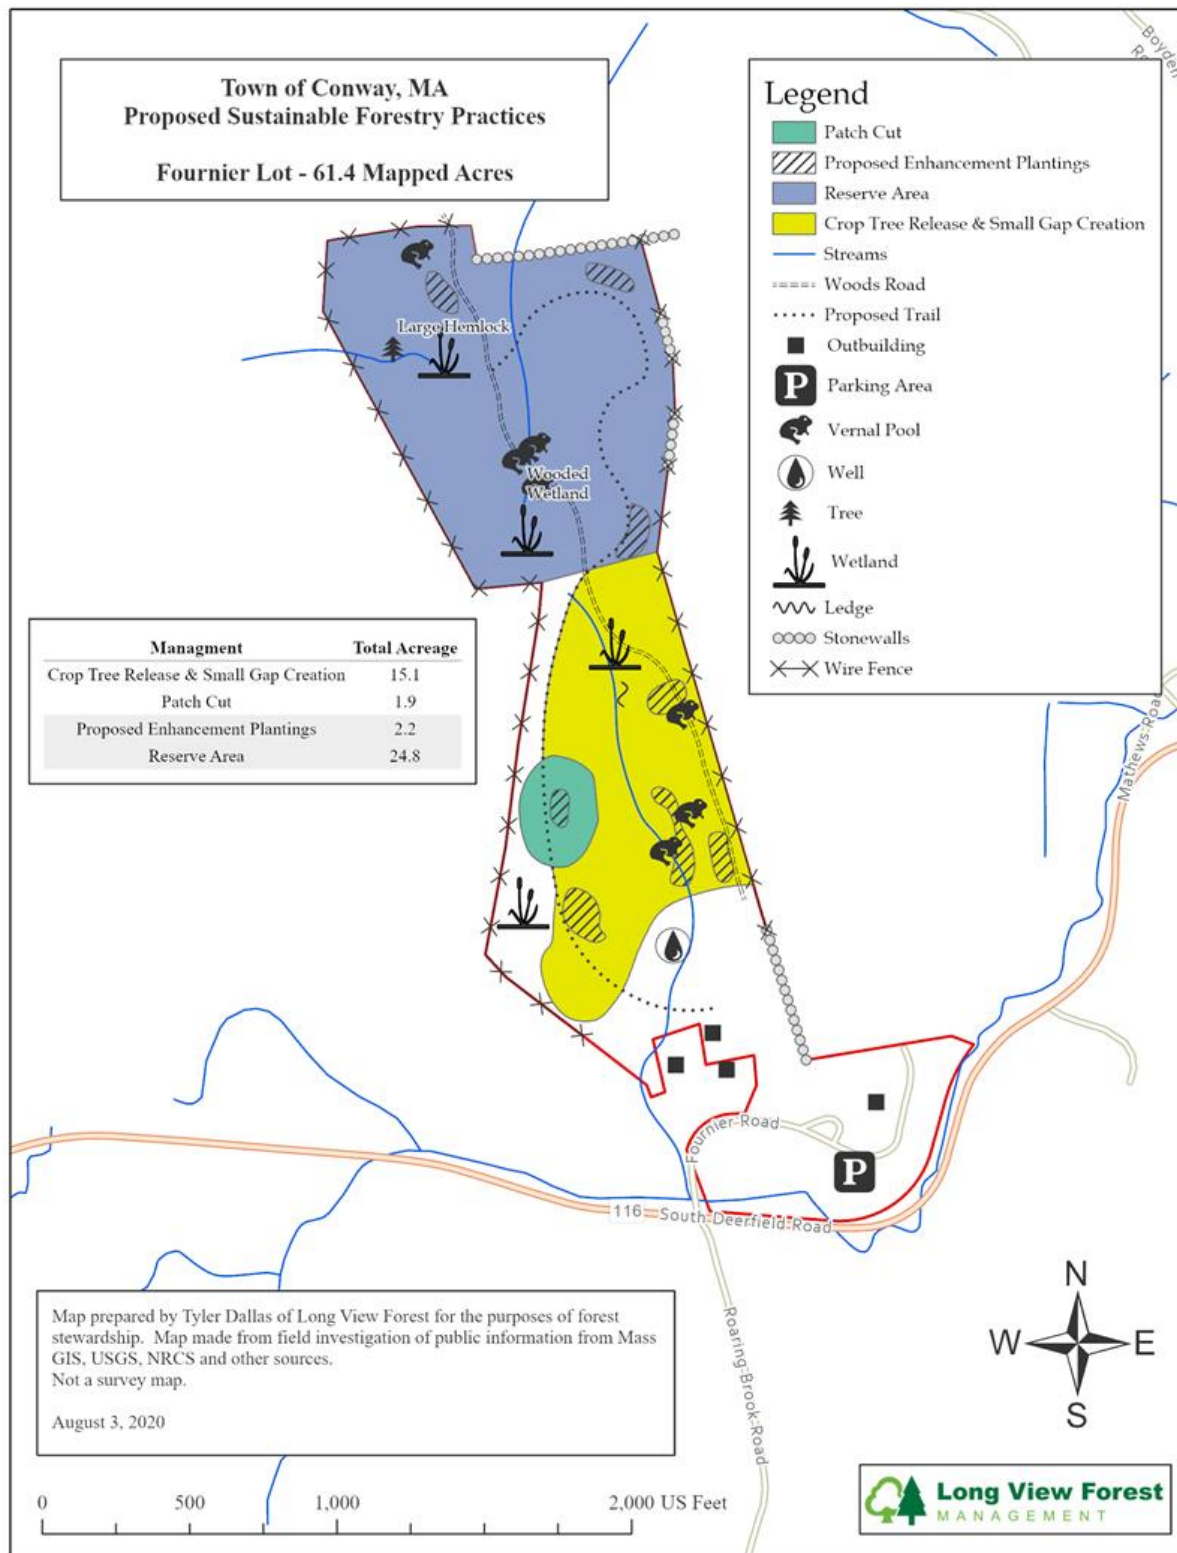 Town of Conway, MA
Proposed Sustainable Forestry Practices
Fournier Lot - 61.4 Mapped Acres
Legend
Patch Cut
Proposed Enhancement Plantings
Reserve Area
Crop Tree Release & Small Gap Creation
Streams
Woods Road
Proposed Trail
Outbuilding
P
Parking Area
Vernal Pool
Well
Tree
Wetland
Ledge
Stonewalls
Wire Fence
Boyden
Large Hemlock
Wooded
Wetland
Managment Total Acreage
Crop Tree Release & Small Gap Creation 15.1
Patch Cut 1.9
Proposed Enhancement Plantings 2.2
Reserve Area 24.8
Mathews Road
Fournier Road
P
116 South Deerfield Road
Roaring Brook Road
Map prepared by Tyler Dallas of Long View Forest for the purposes of forest
stewardship. Map made from field investigation of public information from Mass
GIS, USGS, NRCS and other sources.
Not a survey map.
August 3, 2020
N
W E
S
0 500 1,000 2,000 US Feet
Long View Forest
MANAGEMENT